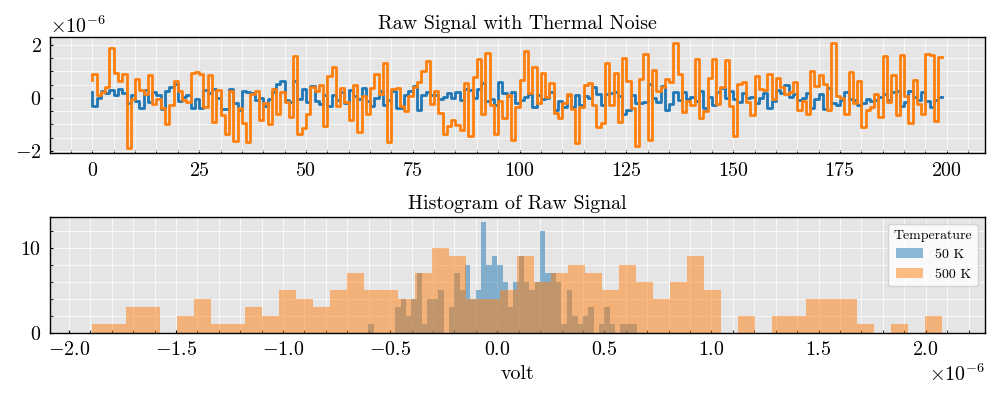 Raw Signal with Thermal Noise
×10⁻⁶
2
0
−2
0 25 50 75 100 125 150 175 200
Histogram of Raw Signal
10
0
Temperature
50 K
500 K
−2.0 −1.5 −1.0 −0.5 0.0 0.5 1.0 1.5 2.0
volt
×10⁻⁶